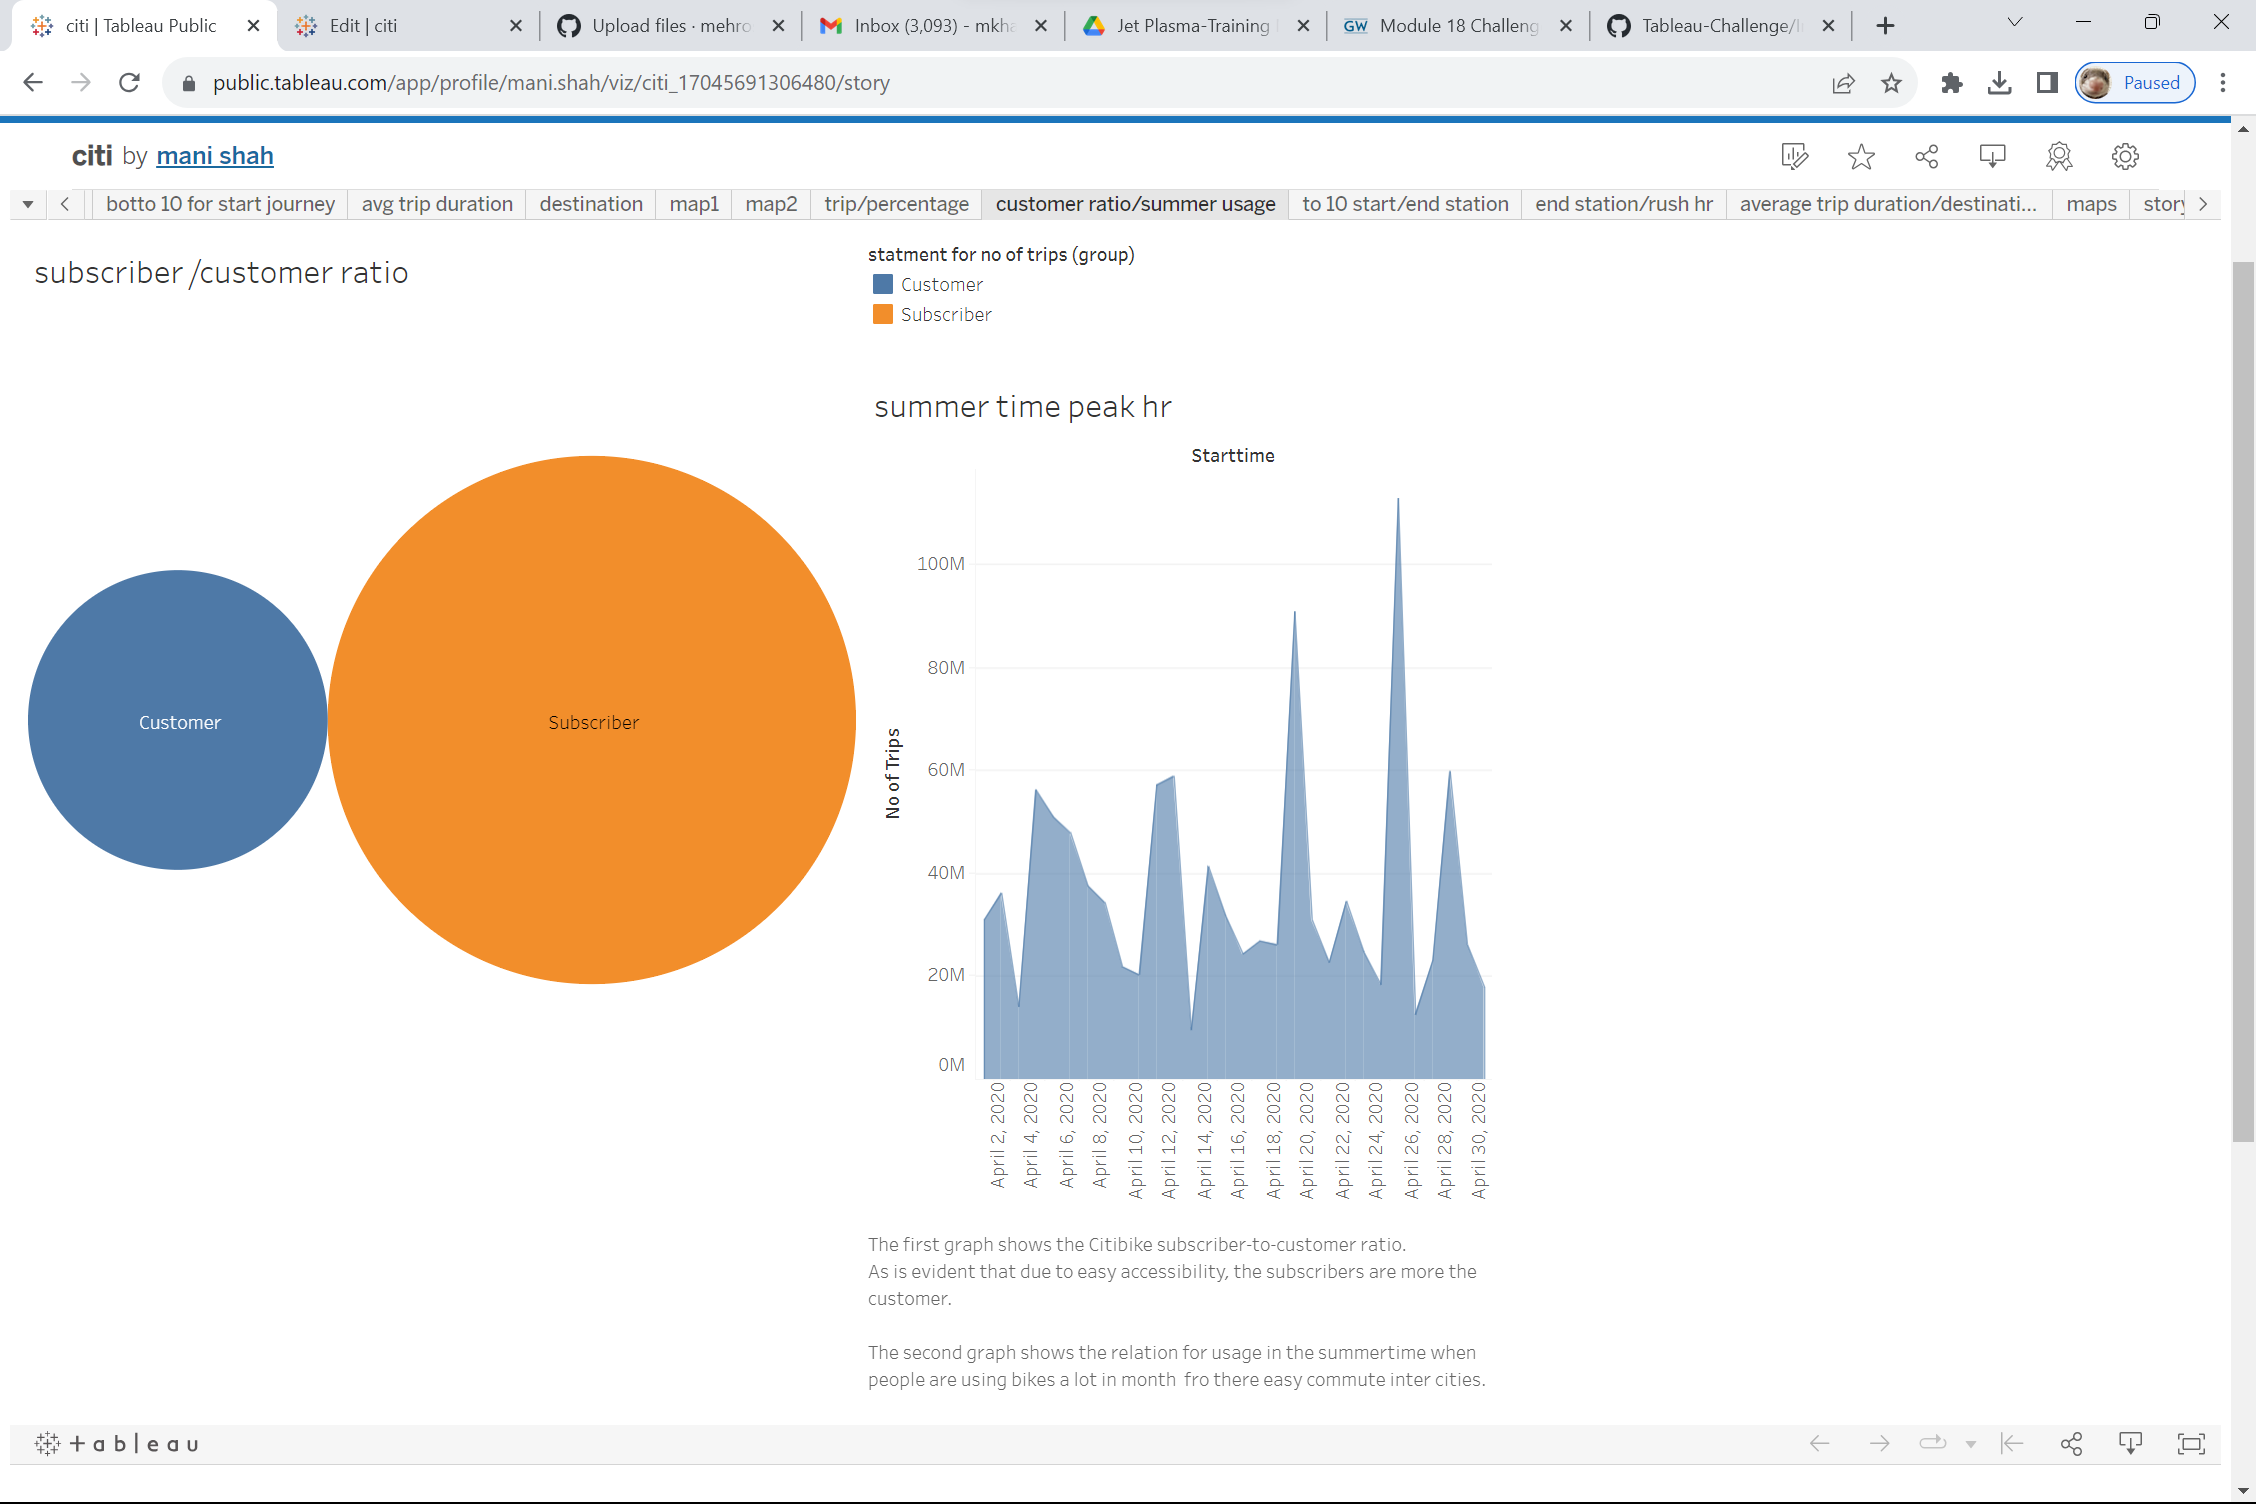 citi | Tableau Public
Edit | citi
Upload files · mehro
Inbox (3,093) - mkha
Jet Plasma-Training
GW Module 18 Challeng
Tableau-Challenge/
public.tableau.com/app/profile/mani.shah/viz/citi_17045691306480/story
Paused
citi by mani shah
botto 10 for start journey
avg trip duration
destination
map1
map2
trip/percentage
customer ratio/summer usage
to 10 start/end station
end station/rush hr
average trip duration/destinati...
maps
story
subscriber /customer ratio
statment for no of trips (group)
Customer
Subscriber
Customer
Subscriber
summer time peak hr
Starttime
No of Trips
100M
80M
60M
40M
20M
0M
April 2, 2020
April 4, 2020
April 6, 2020
April 8, 2020
April 10, 2020
April 12, 2020
April 14, 2020
April 16, 2020
April 18, 2020
April 20, 2020
April 22, 2020
April 24, 2020
April 26, 2020
April 28, 2020
April 30, 2020
The first graph shows the Citibike subscriber-to-customer ratio.
As is evident that due to easy accessibility, the subscribers are more the
customer.
The second graph shows the relation for usage in the summertime when
people are using bikes a lot in month  fro there easy commute inter cities.
+ableau